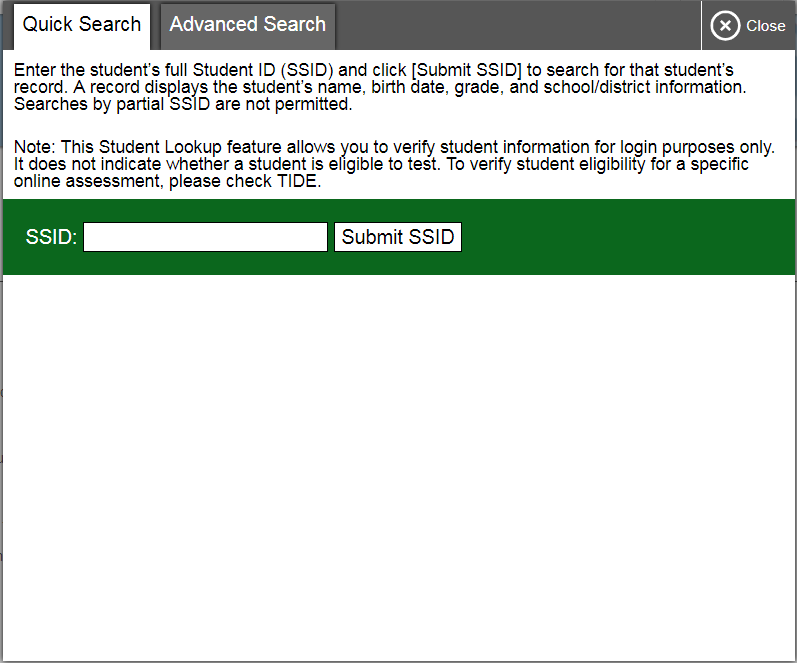 Quick Search
Advanced Search
Close
Enter the student's full Student ID (SSID) and click [Submit SSID] to search for that student's
record. A record displays the student's name, birth date, grade, and school/district information.
Searches by partial SSID are not permitted.
Note: This Student Lookup feature allows you to verify student information for login purposes only.
It does not indicate whether a student is eligible to test. To verify student eligibility for a specific
online assessment, please check TIDE.
SSID:
Submit SSID